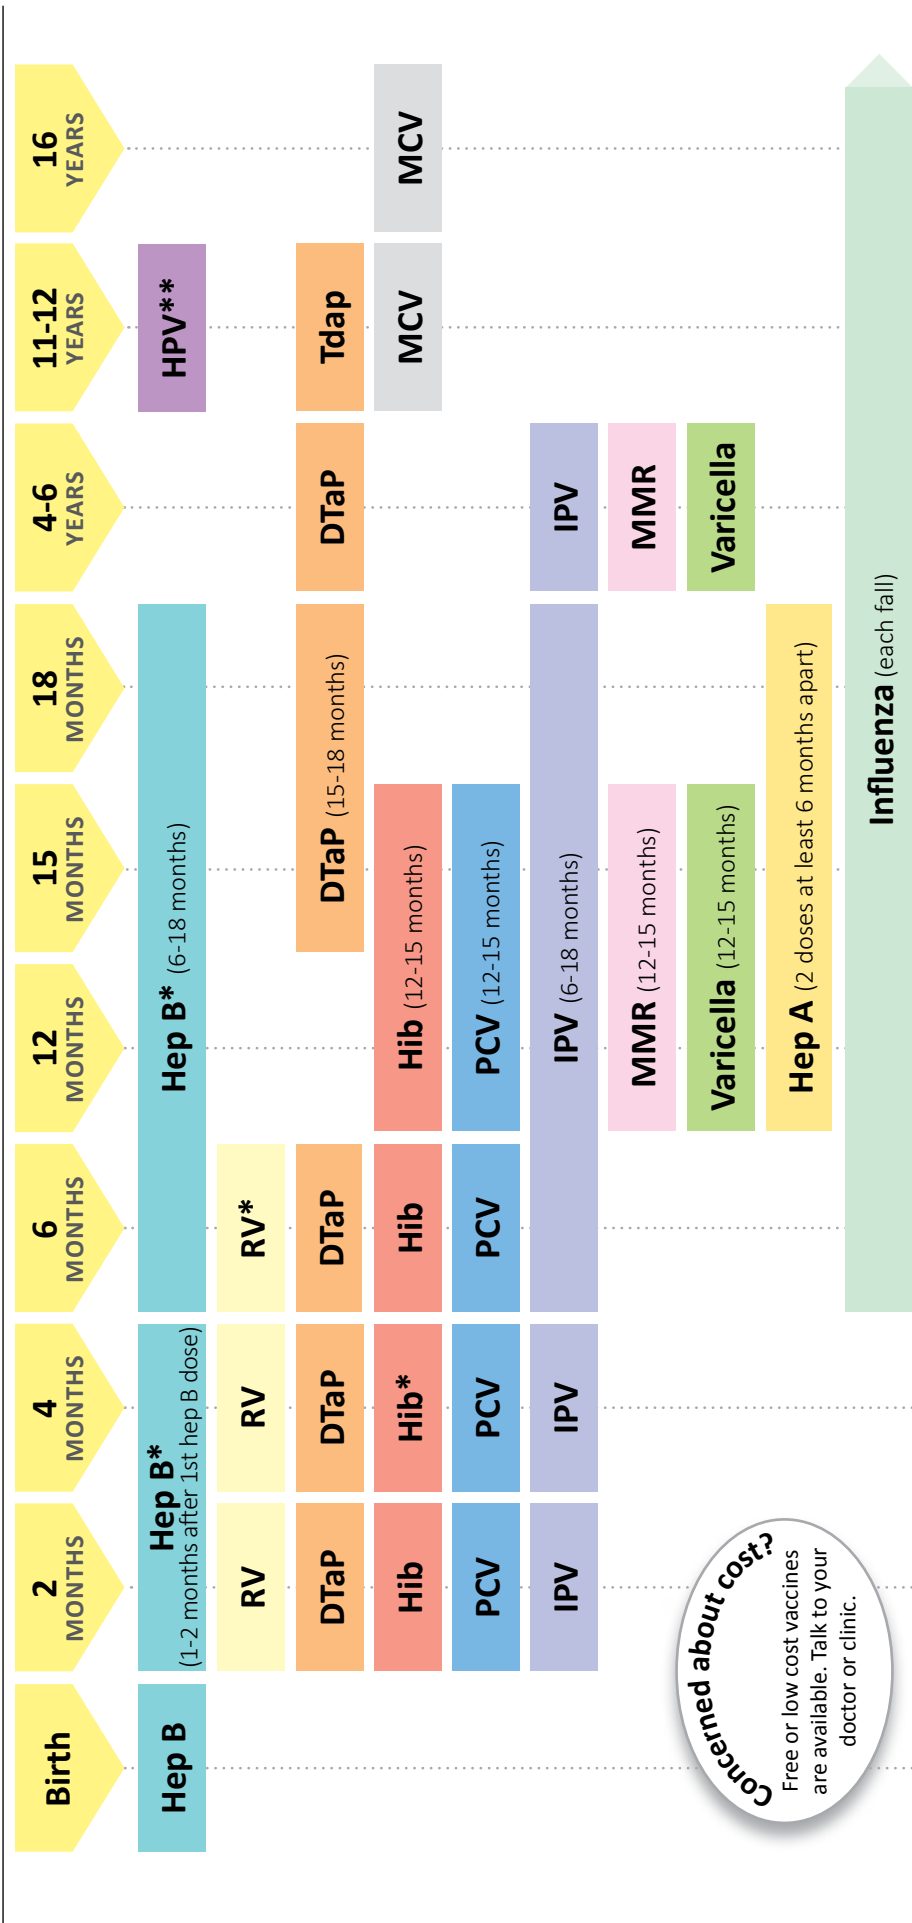 Birth
2
MONTHS
4
MONTHS
6
MONTHS
12
MONTHS
15
MONTHS
18
MONTHS
4-6
YEARS
11-12
YEARS
16
YEARS
Hep B
Hep B*
(1-2 months after 1st hep B dose)
Hep B* (6-18 months)
HPV**
RV
RV
RV*
DTaP
DTaP
DTaP
DTaP (15-18 months)
DTaP
Tdap
Hib
Hib*
Hib
Hib (12-15 months)
MCV
MCV
PCV
PCV
PCV
PCV (12-15 months)
IPV
IPV
IPV (6-18 months)
IPV
MMR (12-15 months)
MMR
Varicella (12-15 months)
Varicella
Hep A (2 doses at least 6 months apart)
Influenza (each fall)
Concerned about cost?
Free or low cost vaccines
are available. Talk to your
doctor or clinic.